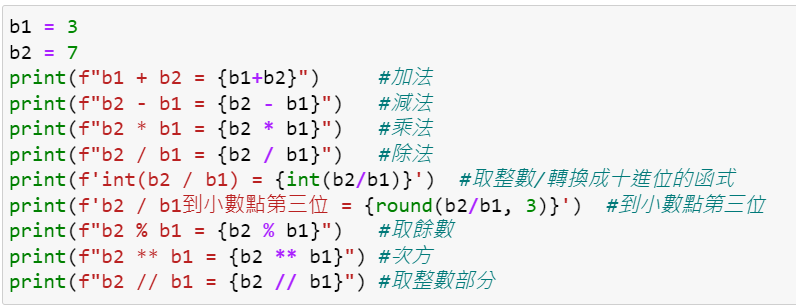 b1 = 3
b2 = 7
print(f"b1 + b2 = {b1+b2}")     #加法
print(f"b2 - b1 = {b2 - b1}")   #減法
print(f"b2 * b1 = {b2 * b1}")   #乘法
print(f"b2 / b1 = {b2 / b1}")   #除法
print(f'int(b2 / b1) = {int(b2/b1)}')  #取整數/轉換成十進位的函式
print(f'b2 / b1到小數點第三位 = {round(b2/b1, 3)}')  #到小數點第三位
print(f"b2 % b1 = {b2 % b1}")   #取餘數
print(f"b2 ** b1 = {b2 ** b1}") #次方
print(f"b2 // b1 = {b2 // b1}") #取整數部分